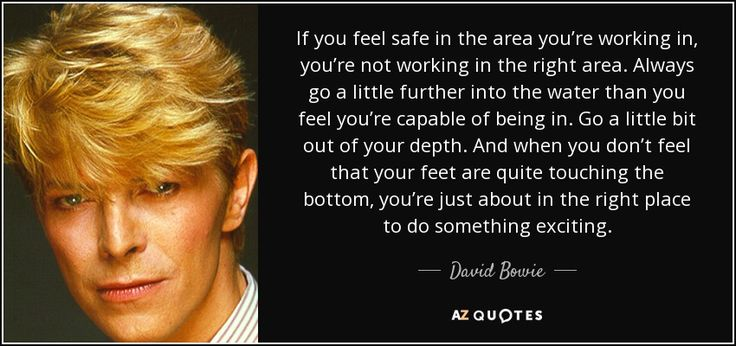 If you feel safe in the area you’re working in,
you’re not working in the right area. Always
go a little further into the water than you
feel you’re capable of being in. Go a little bit
out of your depth. And when you don’t feel
that your feet are quite touching the
bottom, you’re just about in the right place
to do something exciting.
— David Bowie —
AZ QUOTES